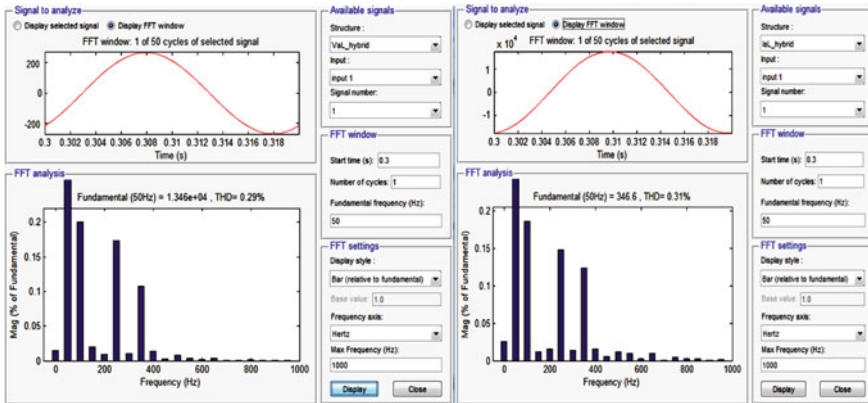 Signal to analyze
Display selected signal Display FFT window
FFT window: 1 of 50 cycles of selected signal
200
0
-200
0.3 0.302 0.304 0.306 0.308 0.31 0.312 0.314 0.316 0.318
Time (s)
FFT analysis
Fundamental (50Hz) = 1.346e+04 , THD= 0.29%
Mag (% of Fundamental)
0.2
0.15
0.1
0.05
0
0 200 400 600 800 1000
Frequency (Hz)
Available signals
Structure :
VaL_hybrid
Input :
input 1
Signal number:
1
FFT window
Start time (s): 0.3
Number of cycles: 1
Fundamental frequency (Hz):
50
FFT settings
Display style :
Bar (relative to fundamental)
Base value: 1.0
Frequency axis:
Hertz
Max Frequency (Hz):
1000
Display Close
Signal to analyze
Display selected signal Display FFT window
x 10⁴ FFT window: 1 of 50 cycles of selected signal
1
0
-1
0.3 0.302 0.304 0.306 0.308 0.31 0.312 0.314 0.316 0.318
Time (s)
FFT analysis
Fundamental (50Hz) = 346.6 , THD= 0.31%
Mag (% of Fundamental)
0.2
0.15
0.1
0.05
0
0 200 400 600 800 1000
Frequency (Hz)
Available signals
Structure :
IaL_hybrid
Input :
input 1
Signal number:
1
FFT window
Start time (s): 0.3
Number of cycles: 1
Fundamental frequency (Hz):
50
FFT settings
Display style :
Bar (relative to fundamental)
Base value: 1.0
Frequency axis:
Hertz
Max Frequency (Hz):
1000
Display Close